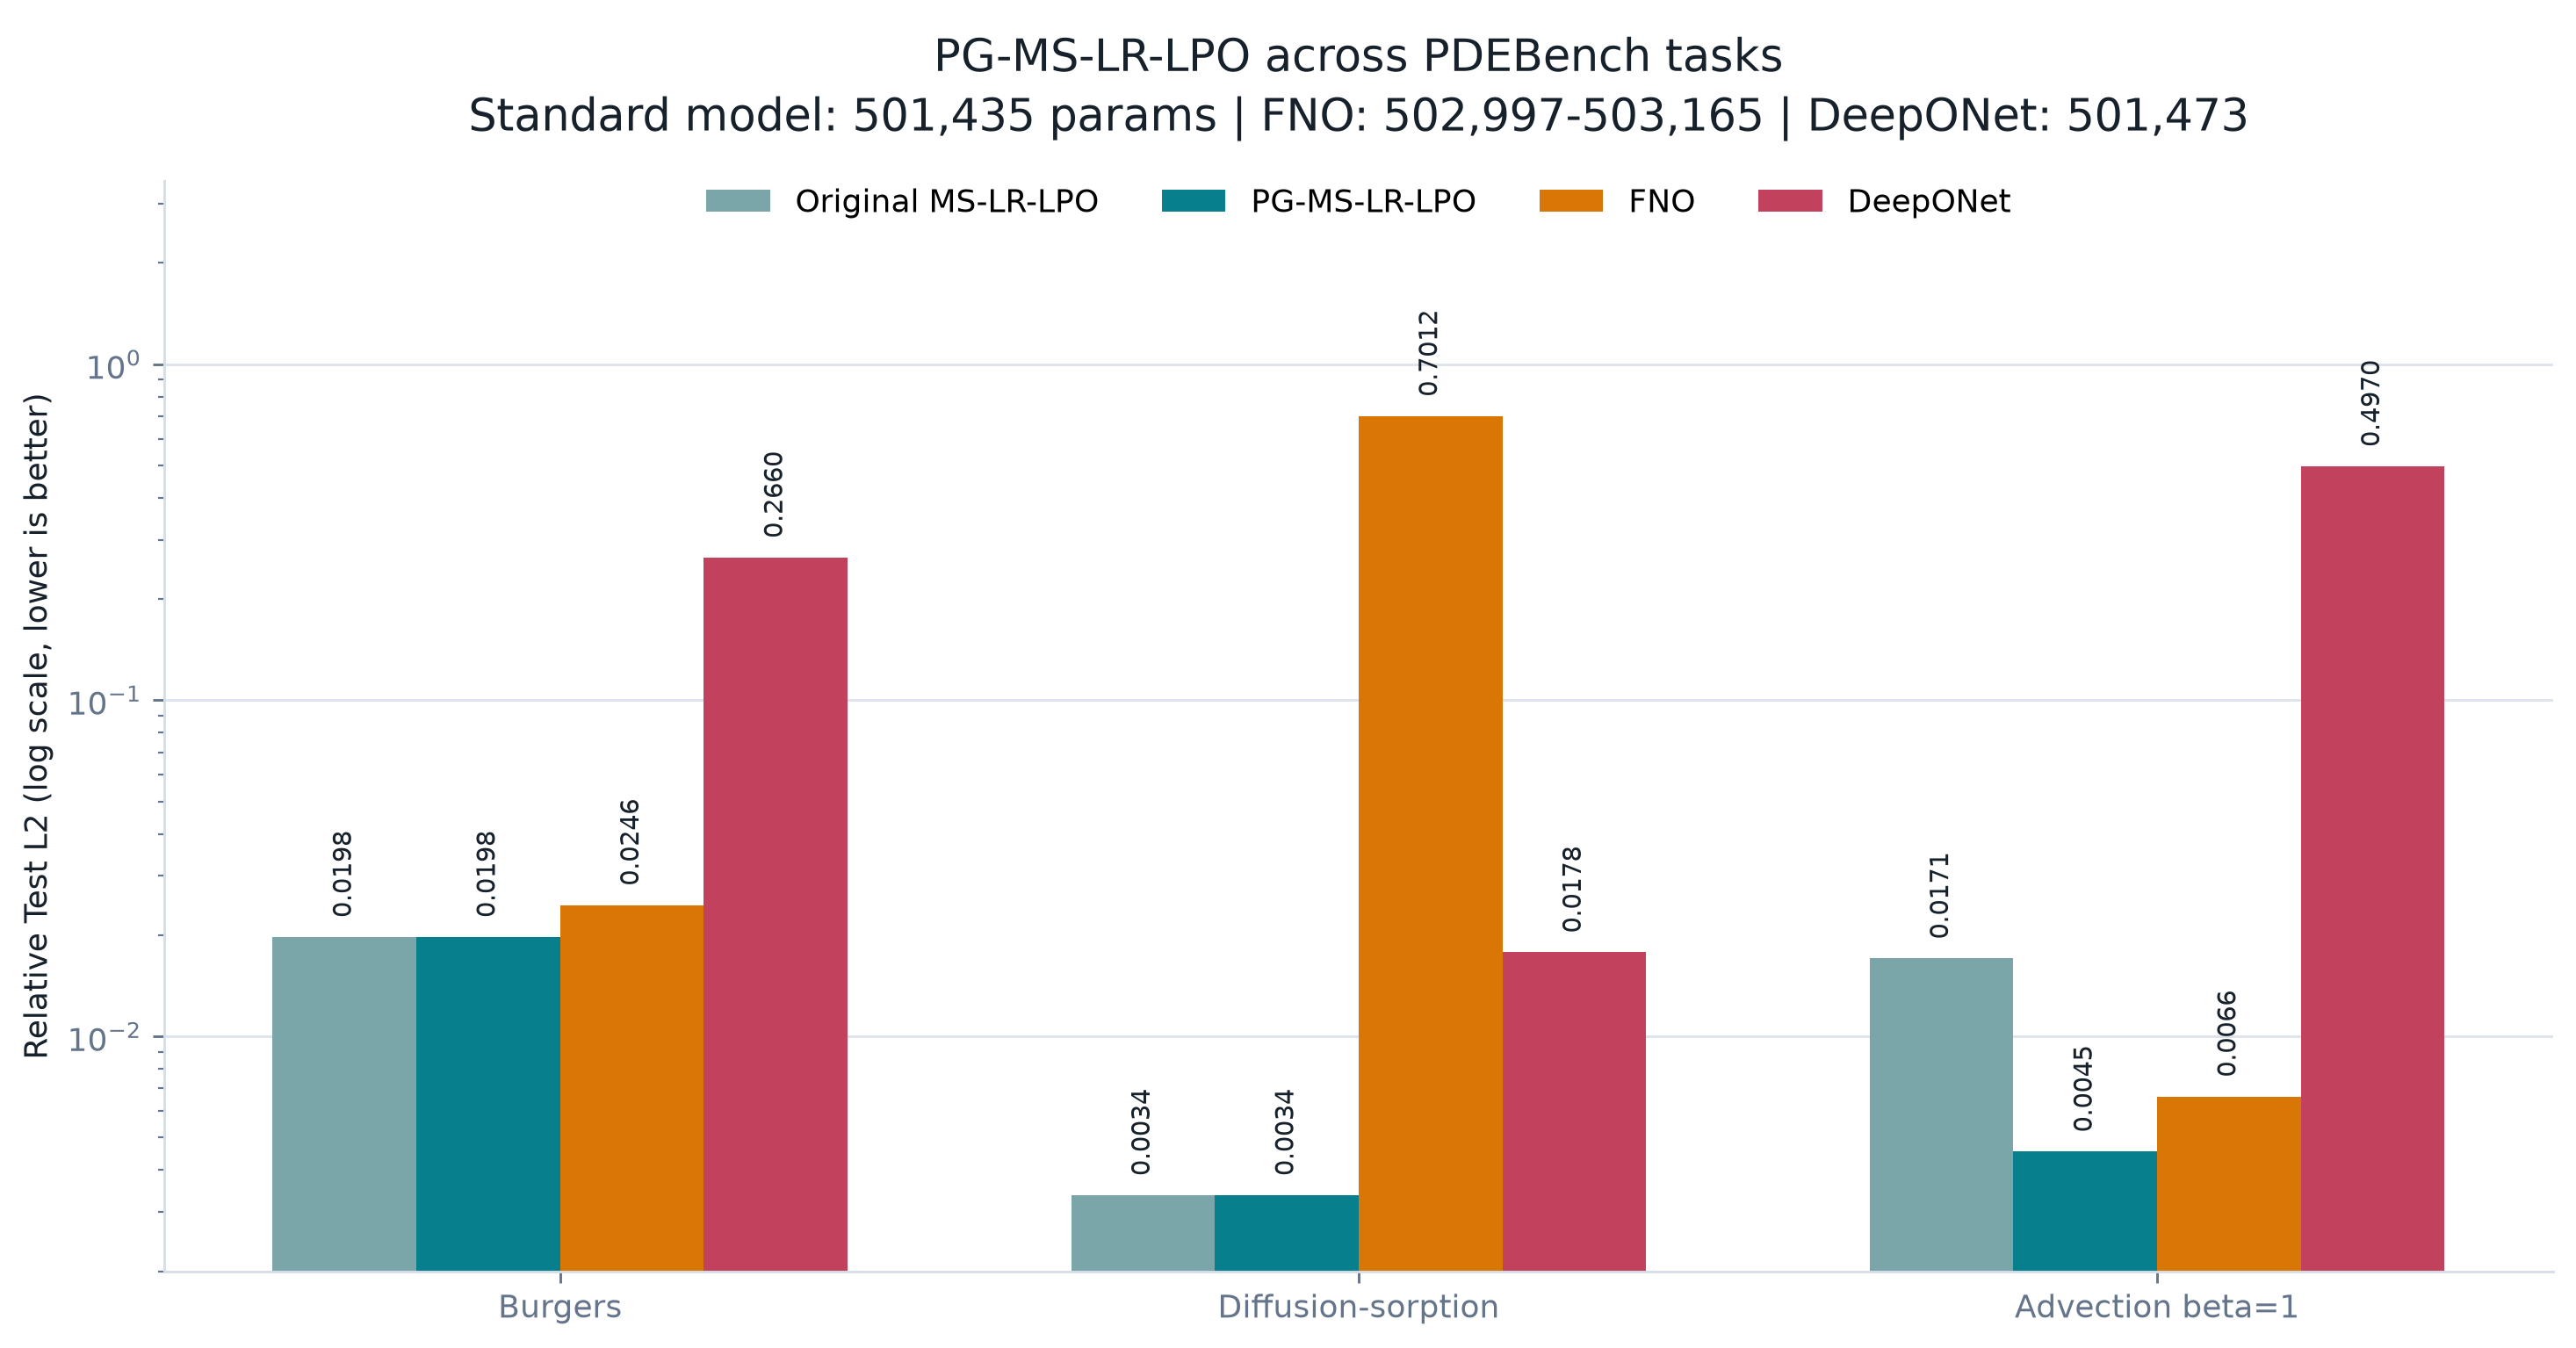 PG-MS-LR-LPO across PDEBench tasks
Standard model: 501,435 params | FNO: 502,997-503,165 | DeepONet: 501,473
Original MS-LR-LPO
PG-MS-LR-LPO
FNO
DeepONet
Relative Test L2 (log scale, lower is better)
10⁰
10⁻¹
10⁻²
0.0198
0.0198
0.0246
0.2660
0.0034
0.0034
0.7012
0.0178
0.0171
0.0045
0.0066
0.4970
Burgers
Diffusion-sorption
Advection beta=1